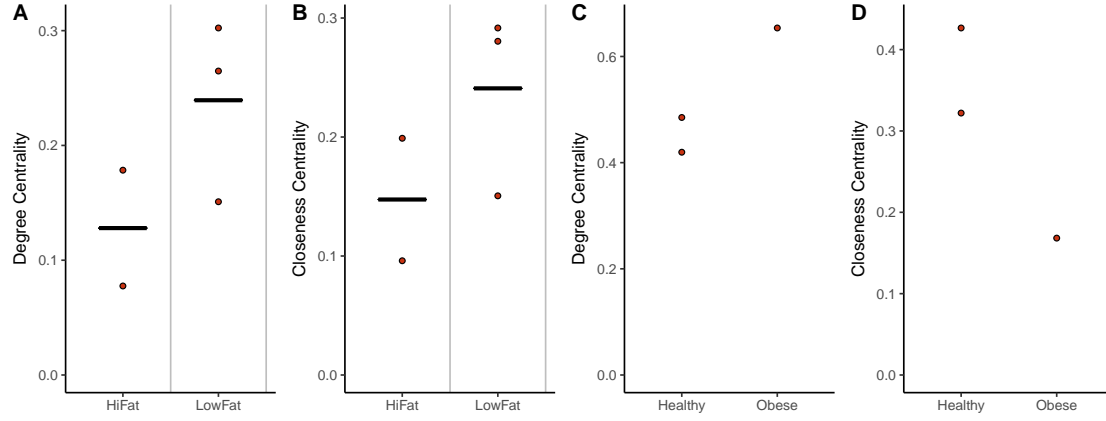 A
Degree Centrality
0.3
0.2
0.1
0.0
HiFat
LowFat
B
Closeness Centrality
0.3
0.2
0.1
0.0
HiFat
LowFat
C
Degree Centrality
0.6
0.4
0.2
0.0
Healthy
Obese
D
Closeness Centrality
0.4
0.3
0.2
0.1
0.0
Healthy
Obese